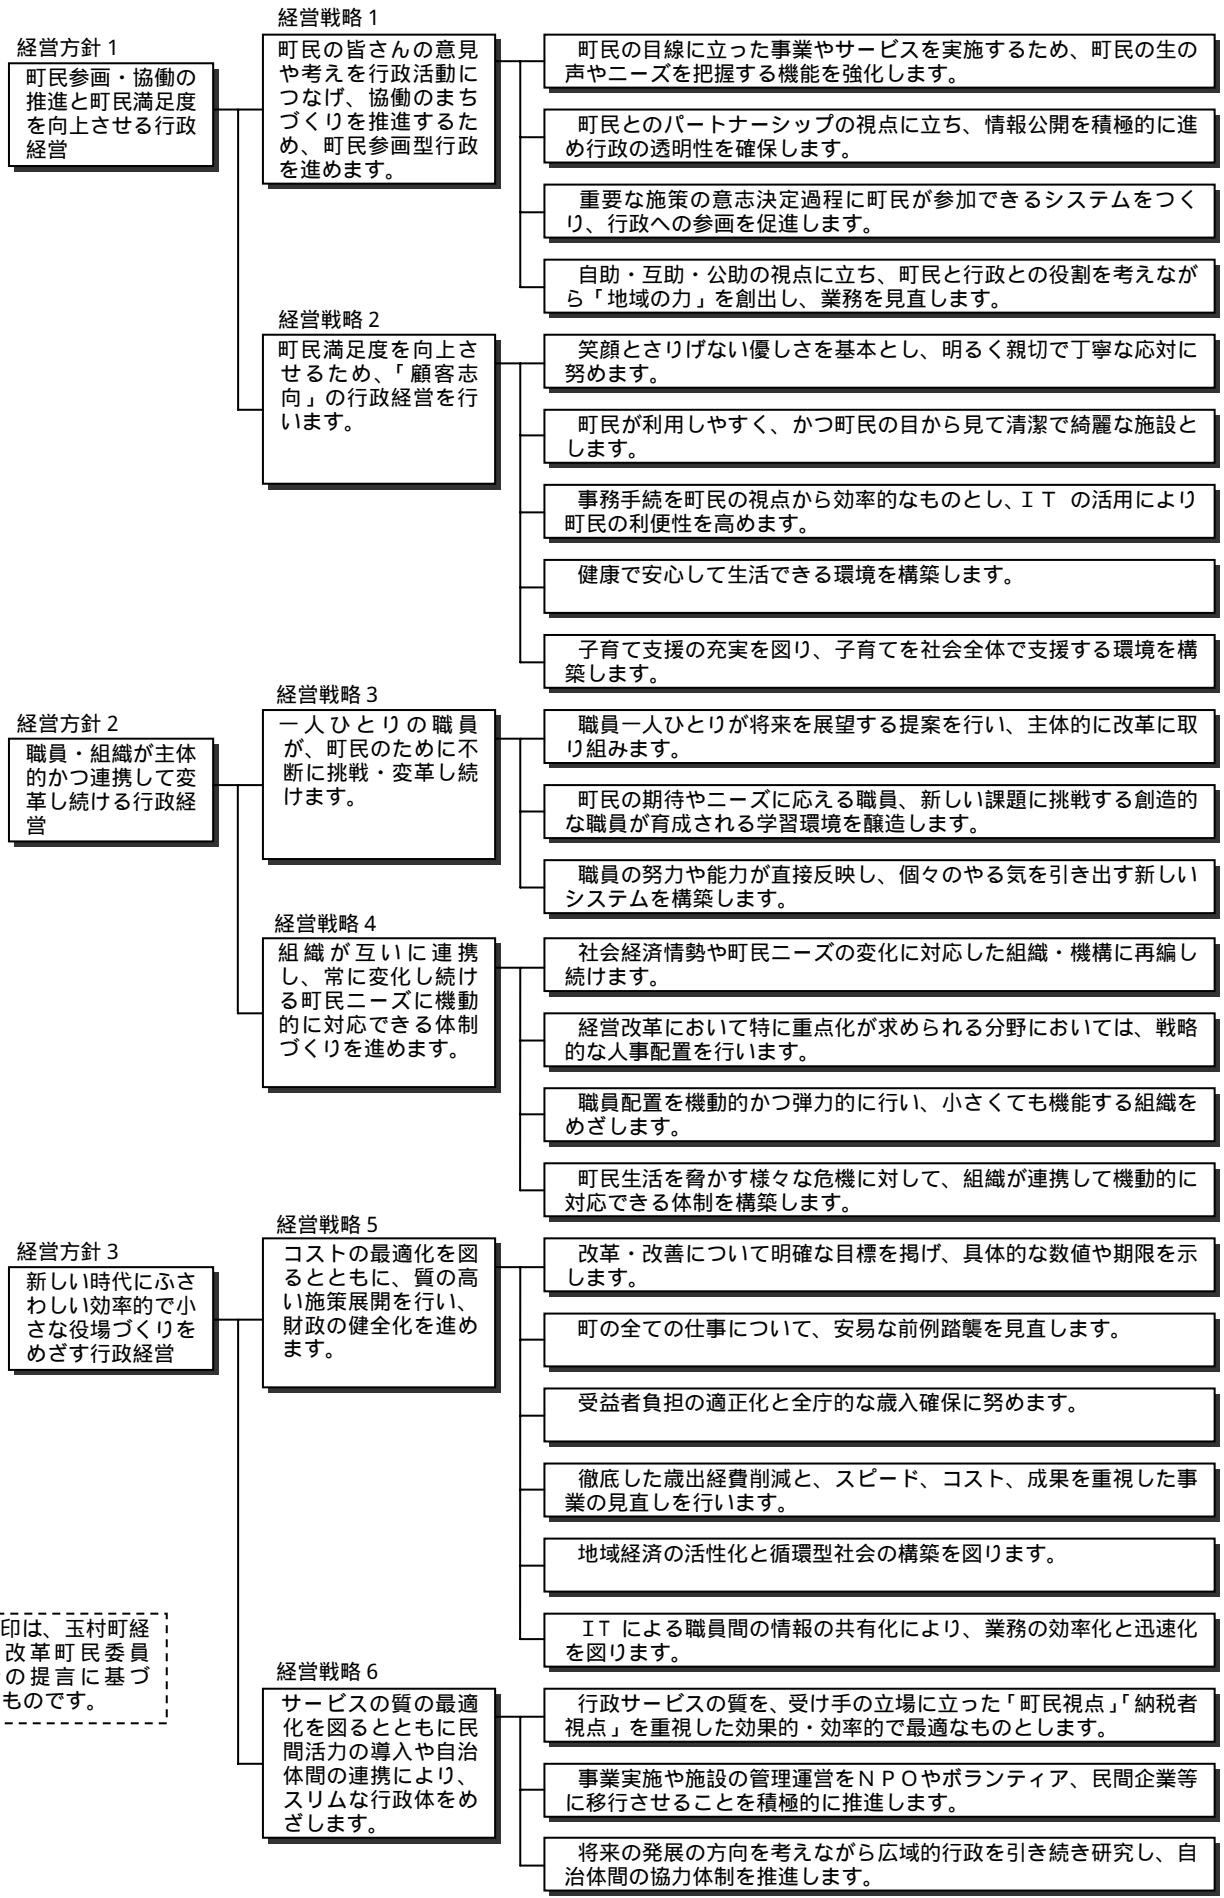 経営方針１
町民参画・協働の
推進と町民満足度
を向上させる行政
経営
経営戦略１
町民の皆さんの意見
や考えを行政活動に
つなげ、協働のまち
づくりを推進するた
め、町民参画型行政
を進めます。
町民の目線に立った事業やサービスを実施するため、町民の生の
声やニーズを把握する機能を強化します。
町民とのパートナーシップの視点に立ち、情報公開を積極的に進
め行政の透明性を確保します。
重要な施策の意志決定過程に町民が参加できるシステムをつく
り、行政への参画を促進します。
自助・互助・公助の視点に立ち、町民と行政との役割を考えなが
ら「地域の力」を創出し、業務を見直します。
経営戦略２
町民満足度を向上さ
せるため、「顧客志
向」の行政経営を行
います。
笑顔とさりげない優しさを基本とし、明るく親切で丁寧な応対に
努めます。
町民が利用しやすく、かつ町民の目から見て清潔で綺麗な施設と
します。
事務手続を町民の視点から効率的なものとし、ＩＴ の活用により
町民の利便性を高めます。
健康で安心して生活できる環境を構築します。
子育て支援の充実を図り、子育てを社会全体で支援する環境を構
築します。
経営方針２
職員・組織が主体
的かつ連携して変
革し続ける行政経
営
経営戦略３
一人ひとりの職員
が、町民のために不
断に挑戦・変革し続
けます。
職員一人ひとりが将来を展望する提案を行い、主体的に改革に取
り組みます。
町民の期待やニーズに応える職員、新しい課題に挑戦する創造的
な職員が育成される学習環境を醸造します。
職員の努力や能力が直接反映し、個々のやる気を引き出す新しい
システムを構築します。
経営戦略４
組織が互いに連携
し、常に変化し続け
る町民ニーズに機動
的に対応できる体制
づくりを進めます。
社会経済情勢や町民ニーズの変化に対応した組織・機構に再編し
続けます。
経営改革において特に重点化が求められる分野においては、戦略
的な人事配置を行います。
職員配置を機動的かつ弾力的に行い、小さくても機能する組織を
めざします。
町民生活を脅かす様々な危機に対して、組織が連携して機動的に
対応できる体制を構築します。
経営方針３
新しい時代にふさ
わしい効率的で小
さな役場づくりを
めざす行政経営
経営戦略５
コストの最適化を図
るとともに、質の高
い施策展開を行い、
財政の健全化を進め
ます。
改革・改善について明確な目標を掲げ、具体的な数値や期限を示
します。
町の全ての仕事について、安易な前例踏襲を見直します。
受益者負担の適正化と全庁的な歳入確保に努めます。
徹底した歳出経費削減と、スピード、コスト、成果を重視した事
業の見直しを行います。
地域経済の活性化と循環型社会の構築を図ります。
ＩＴ による職員間の情報の共有化により、業務の効率化と迅速化
を図ります。
印は、玉村町経
改革町民委員
の提言に基づ
ものです。
経営戦略６
サービスの質の最適
化を図るとともに民
間活力の導入や自治
体間の連携により、
スリムな行政体をめ
ざします。
行政サービスの質を、受け手の立場に立った「町民視点」「納税者
視点」を重視した効果的・効率的で最適なものとします。
事業実施や施設の管理運営をＮＰＯやボランティア、民間企業等
に移行させることを積極的に推進します。
将来の発展の方向を考えながら広域的行政を引き続き研究し、自
治体間の協力体制を推進します。